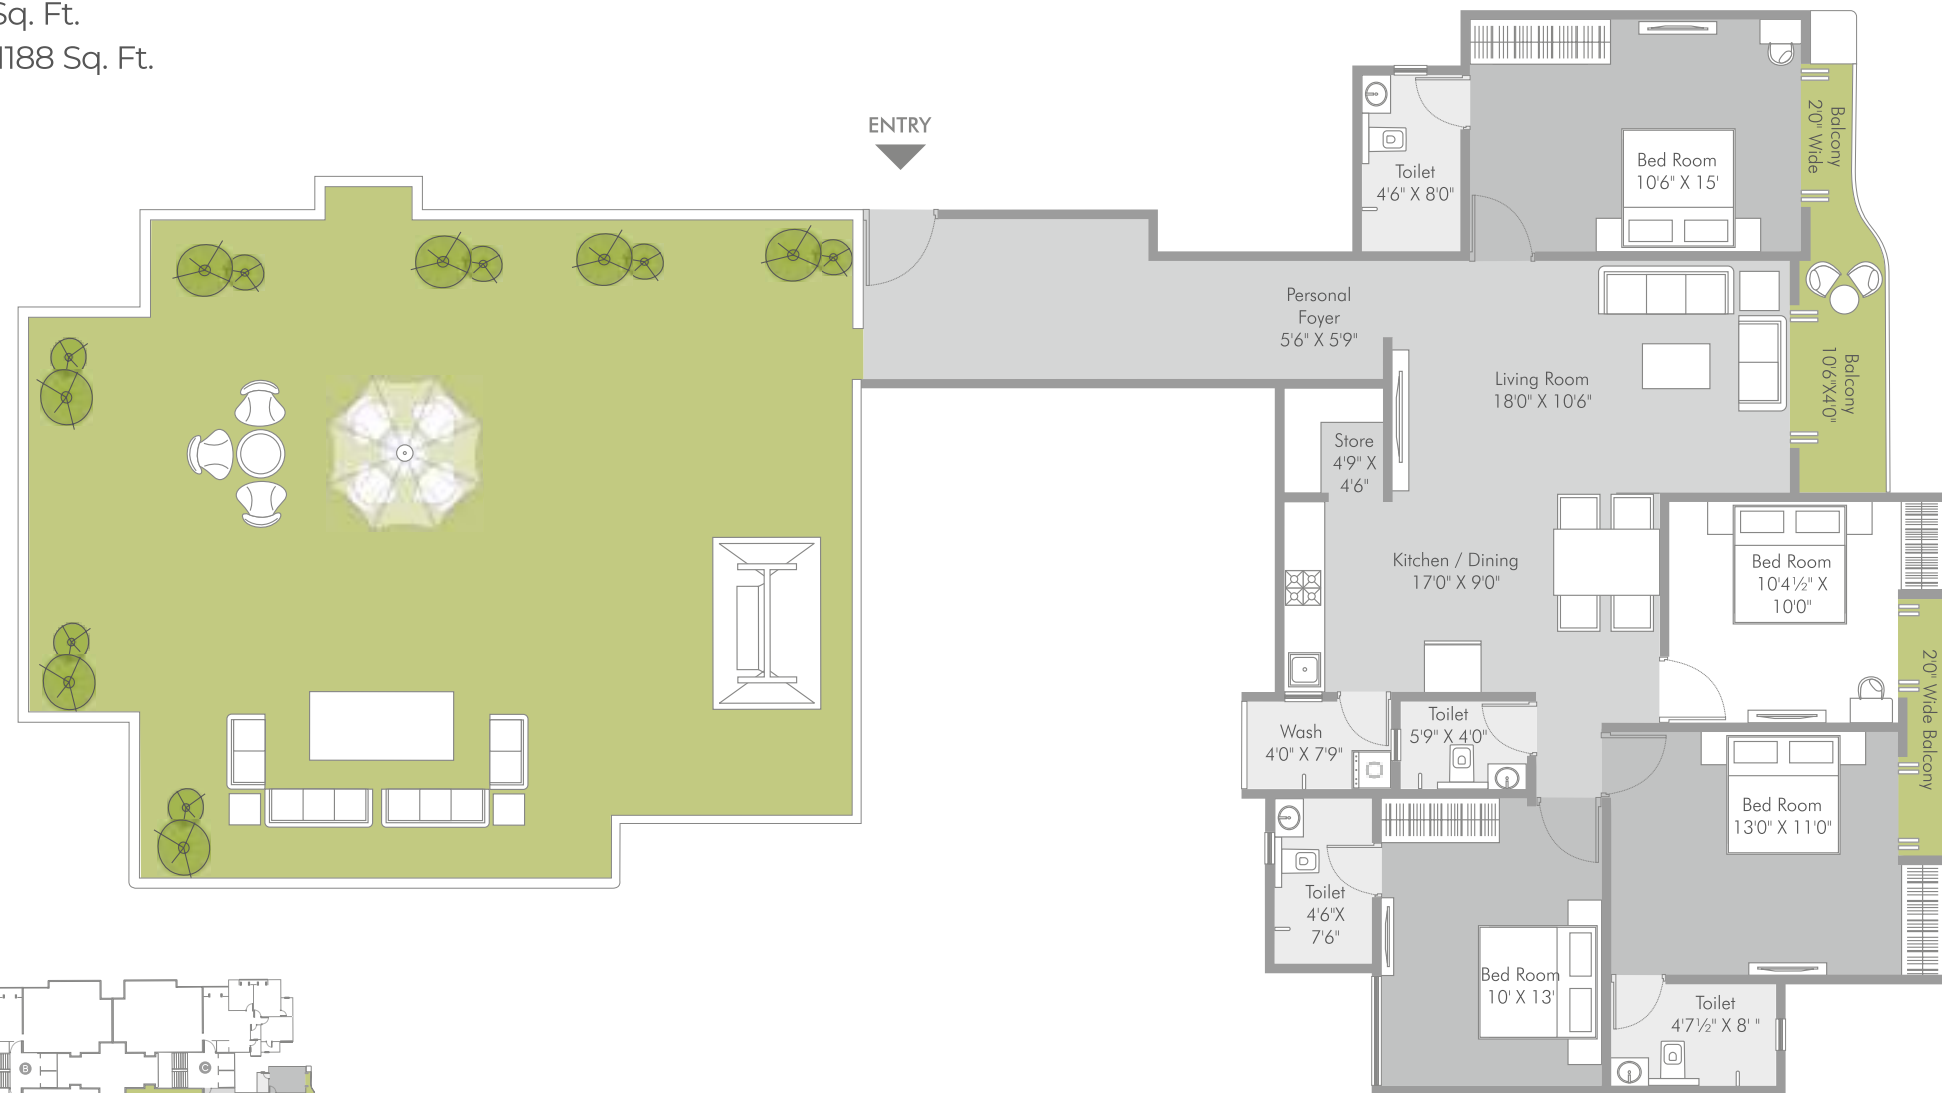 Sq. Ft.
1188 Sq. Ft.
ENTRY
Toilet
4'6" X 8'0"
Bed Room
10'6" X 15'
Balcony
2'0" Wide
Personal
Foyer
5'6" X 5'9"
Living Room
18'0" X 10'6"
Balcony
10'6"X4'0"
Store
4'9" X
4'6"
Kitchen / Dining
17'0" X 9'0"
Bed Room
10'4½" X
10'0"
2'0" Wide Balcony
Wash
4'0" X 7'9"
Toilet
5'9" X 4'0"
Bed Room
13'0" X 11'0"
Toilet
4'6"X
7'6"
Bed Room
10' X 13'
Toilet
4'7½" X 8' "
B
C